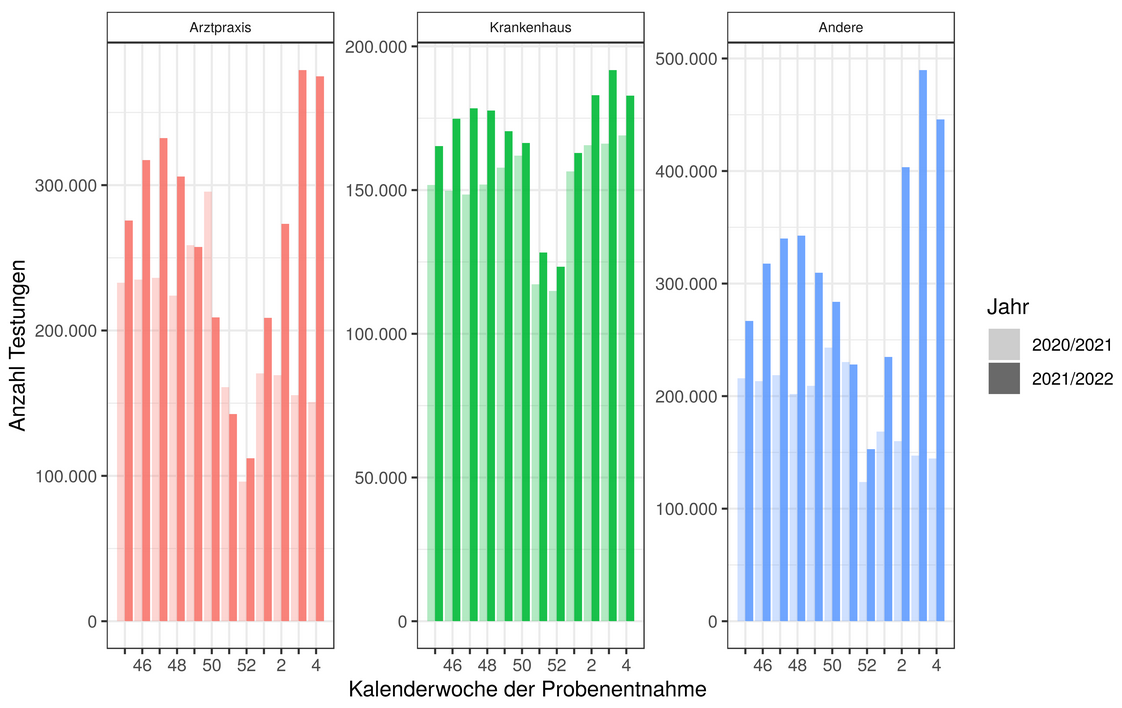 Arztpraxis
Krankenhaus
Andere
Anzahl Testungen
300.000
200.000
100.000
0
46 48 50 52 2 4
200.000
150.000
100.000
50.000
0
46 48 50 52 2 4
500.000
400.000
300.000
200.000
100.000
0
46 48 50 52 2 4
Kalenderwoche der Probenentnahme
Jahr
2020/2021
2021/2022